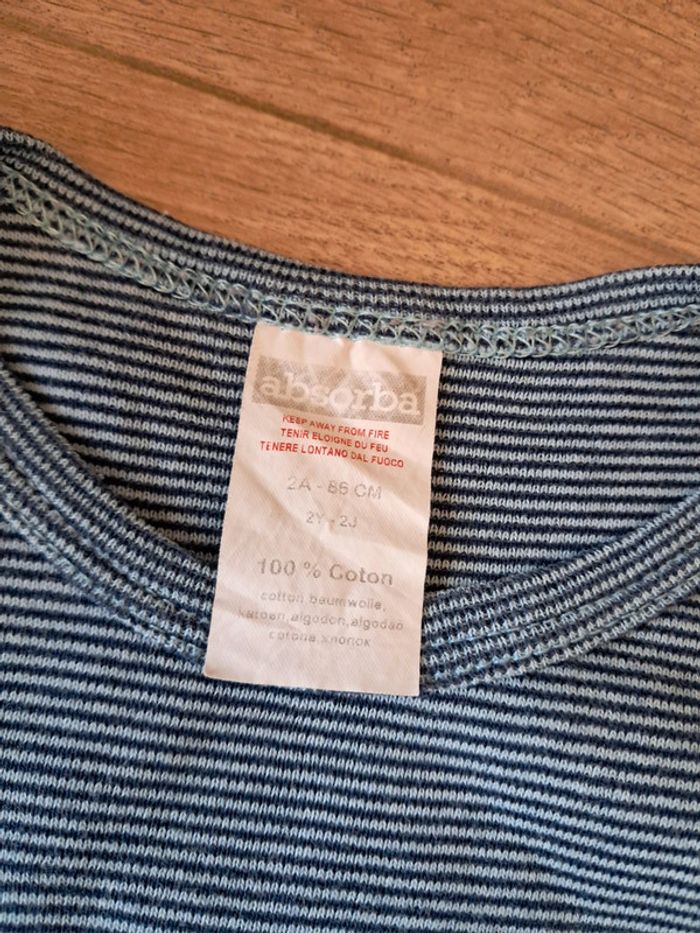 absorba
KEEP AWAY FROM FIRE
TENIR ELOIGNE DU FEU
TENERE LONTANO DAL FUOCO
2A - 86 CM
2Y - 2J
100 % Coton
cotton, baumwolle,
katoen, algodon, algodao
cotone, хлопок